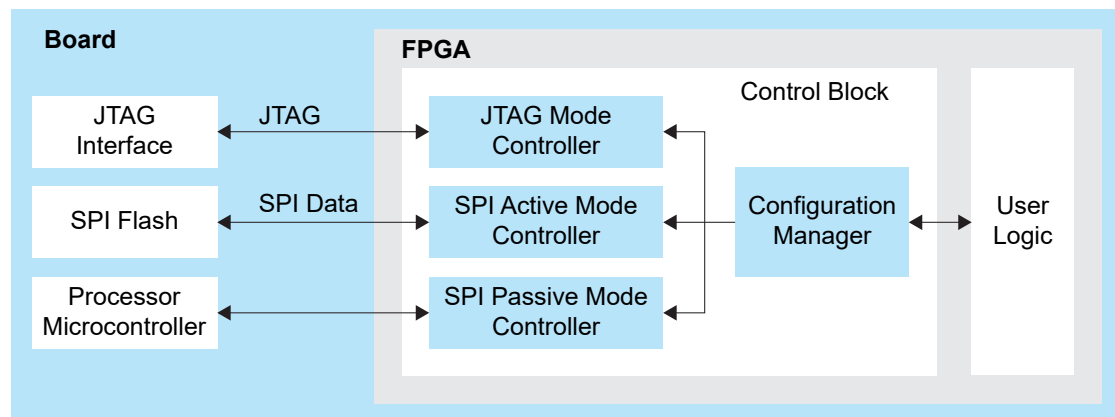 Board
FPGA
Control Block
JTAG
Interface
JTAG
JTAG Mode
Controller
SPI Flash
SPI Data
SPI Active Mode
Controller
Configuration
Manager
User
Logic
Processor
Microcontroller
SPI Passive Mode
Controller